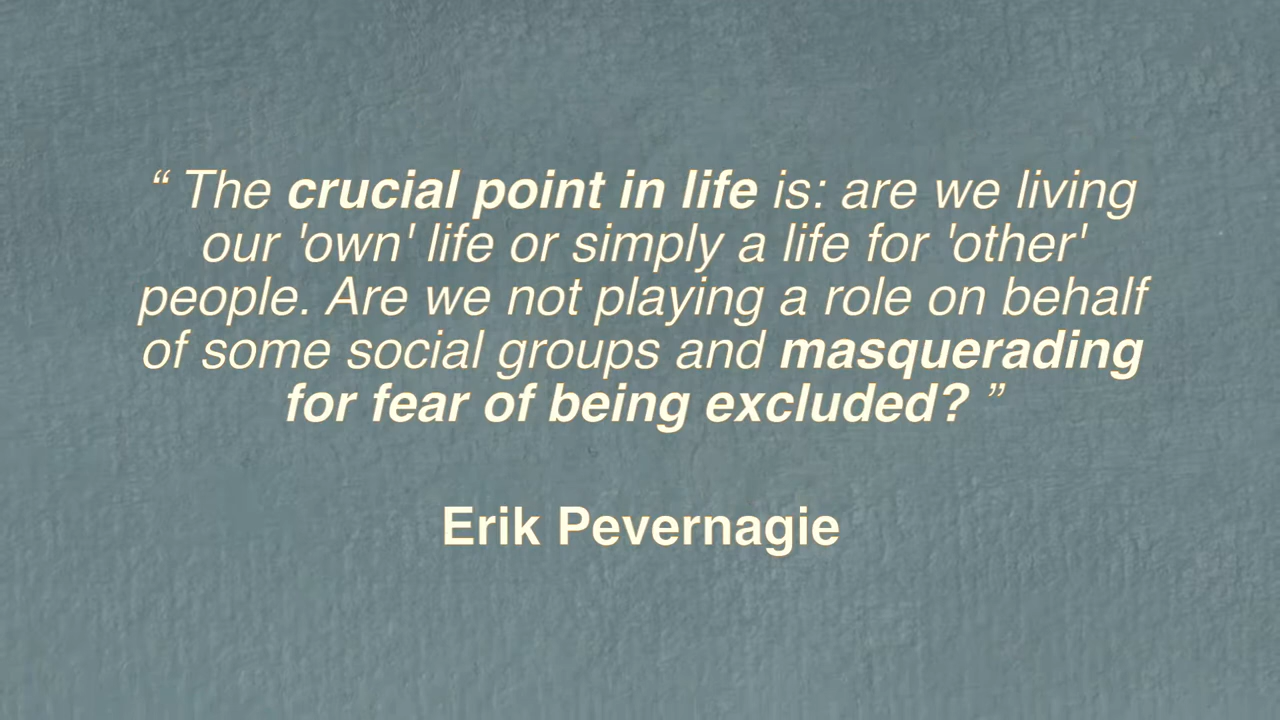 “ The crucial point in life is: are we living
our 'own' life or simply a life for 'other'
people. Are we not playing a role on behalf
of some social groups and masquerading
for fear of being excluded? ”
Erik Pevernagie